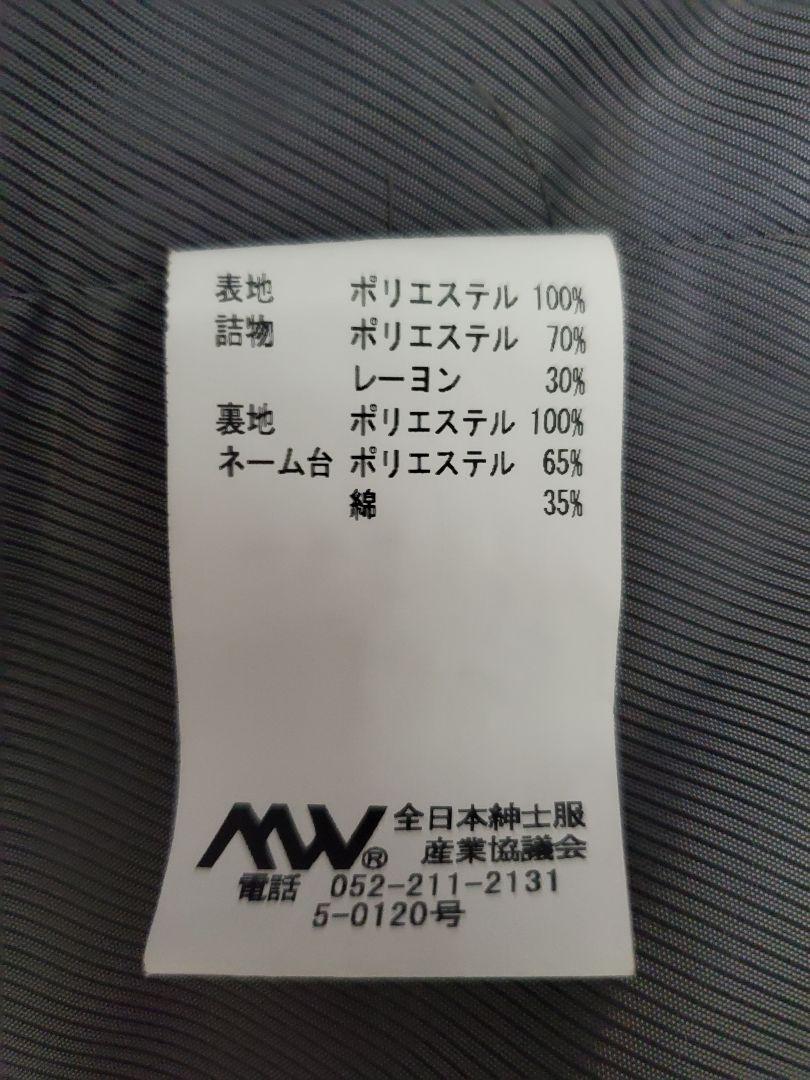 表地 ポリエステル 100%
詰物 ポリエステル 70%
レーヨン 30%
裏地 ポリエステル 100%
ネーム台 ポリエステル 65%
綿 35%
MW® 全日本紳士服
産業協議会
電話 052-211-2131
5-0120号